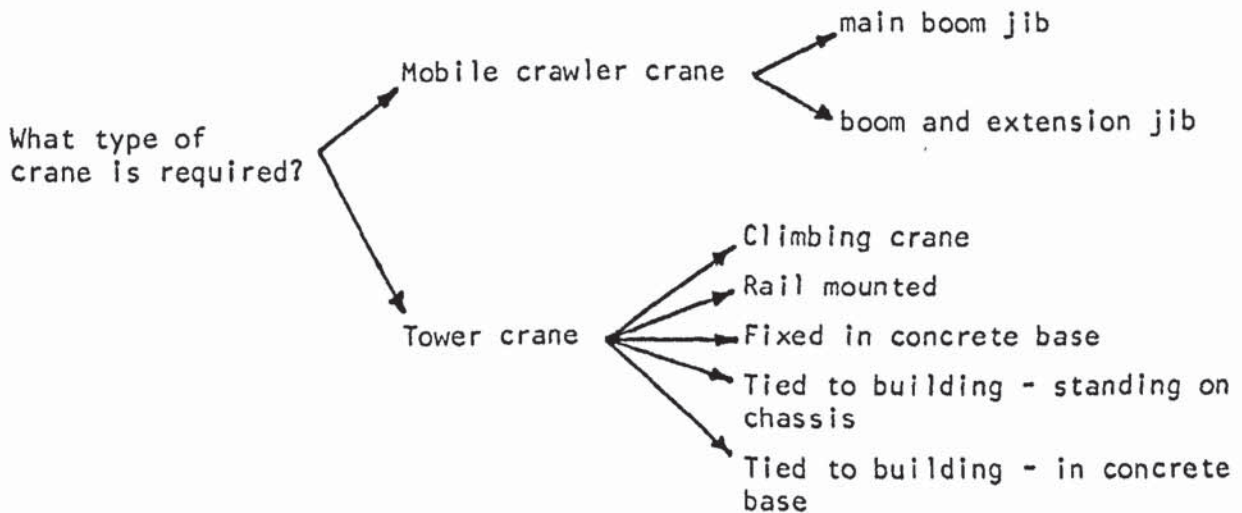 main boom jib
Mobile crawler crane
boom and extension jib
What type of
crane is required?
Climbing crane
Rail mounted
Tower crane
Fixed in concrete base
Tied to building - standing on
chassis
Tied to building - in concrete
base